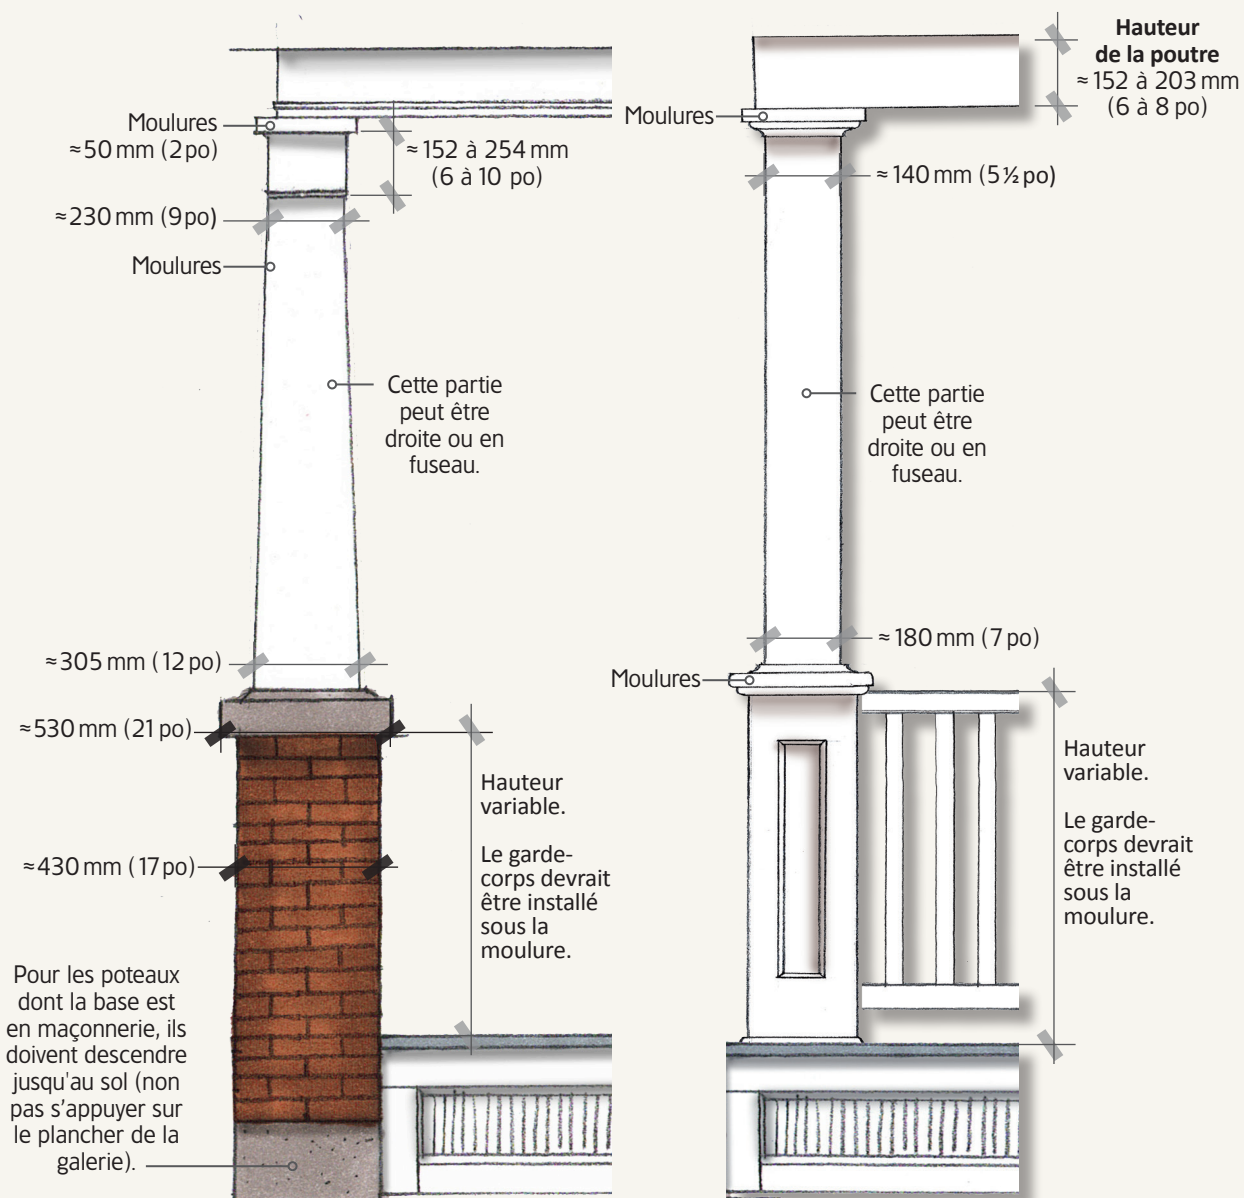 Moulures
≈50 mm (2 po)
≈152 à 254 mm
(6 à 10 po)
≈230 mm (9 po)
Moulures
Cette partie
peut être
droite ou en
fuseau.
≈305 mm (12 po)
≈530 mm (21 po)
Hauteur
variable.
Le garde-
corps devrait
être installé
sous la
moulure.
≈430 mm (17 po)
Pour les poteaux
dont la base est
en maçonnerie, ils
doivent descendre
jusqu'au sol (non
pas s'appuyer sur
le plancher de la
galerie).
Hauteur
de la poutre
≈152 à 203 mm
(6 à 8 po)
Moulures
≈140 mm (5 ½ po)
Cette partie
peut être
droite ou en
fuseau.
≈180 mm (7 po)
Moulures
Hauteur
variable.
Le garde-
corps devrait
être installé
sous la
moulure.